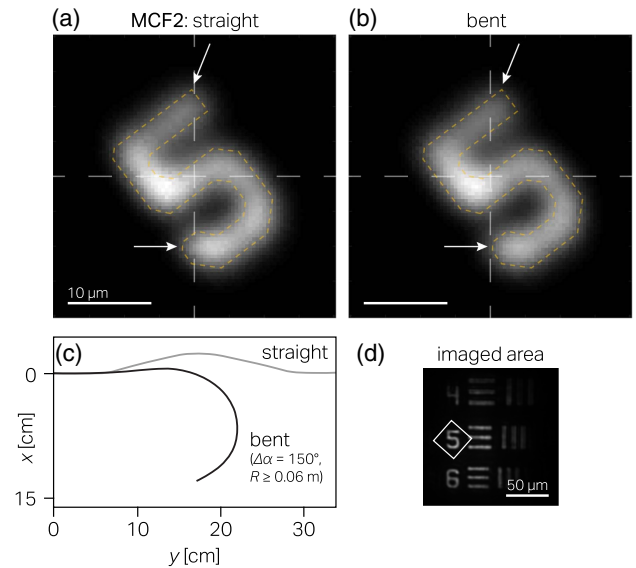 (a) MCF2: straight
(b) bent
10 µm
(c)
straight
bent
(Δα = 150°,
R ≥ 0.06 m)
0
15
x [cm]
0 10 20 30
y [cm]
(d) imaged area
4
5
6
50 µm